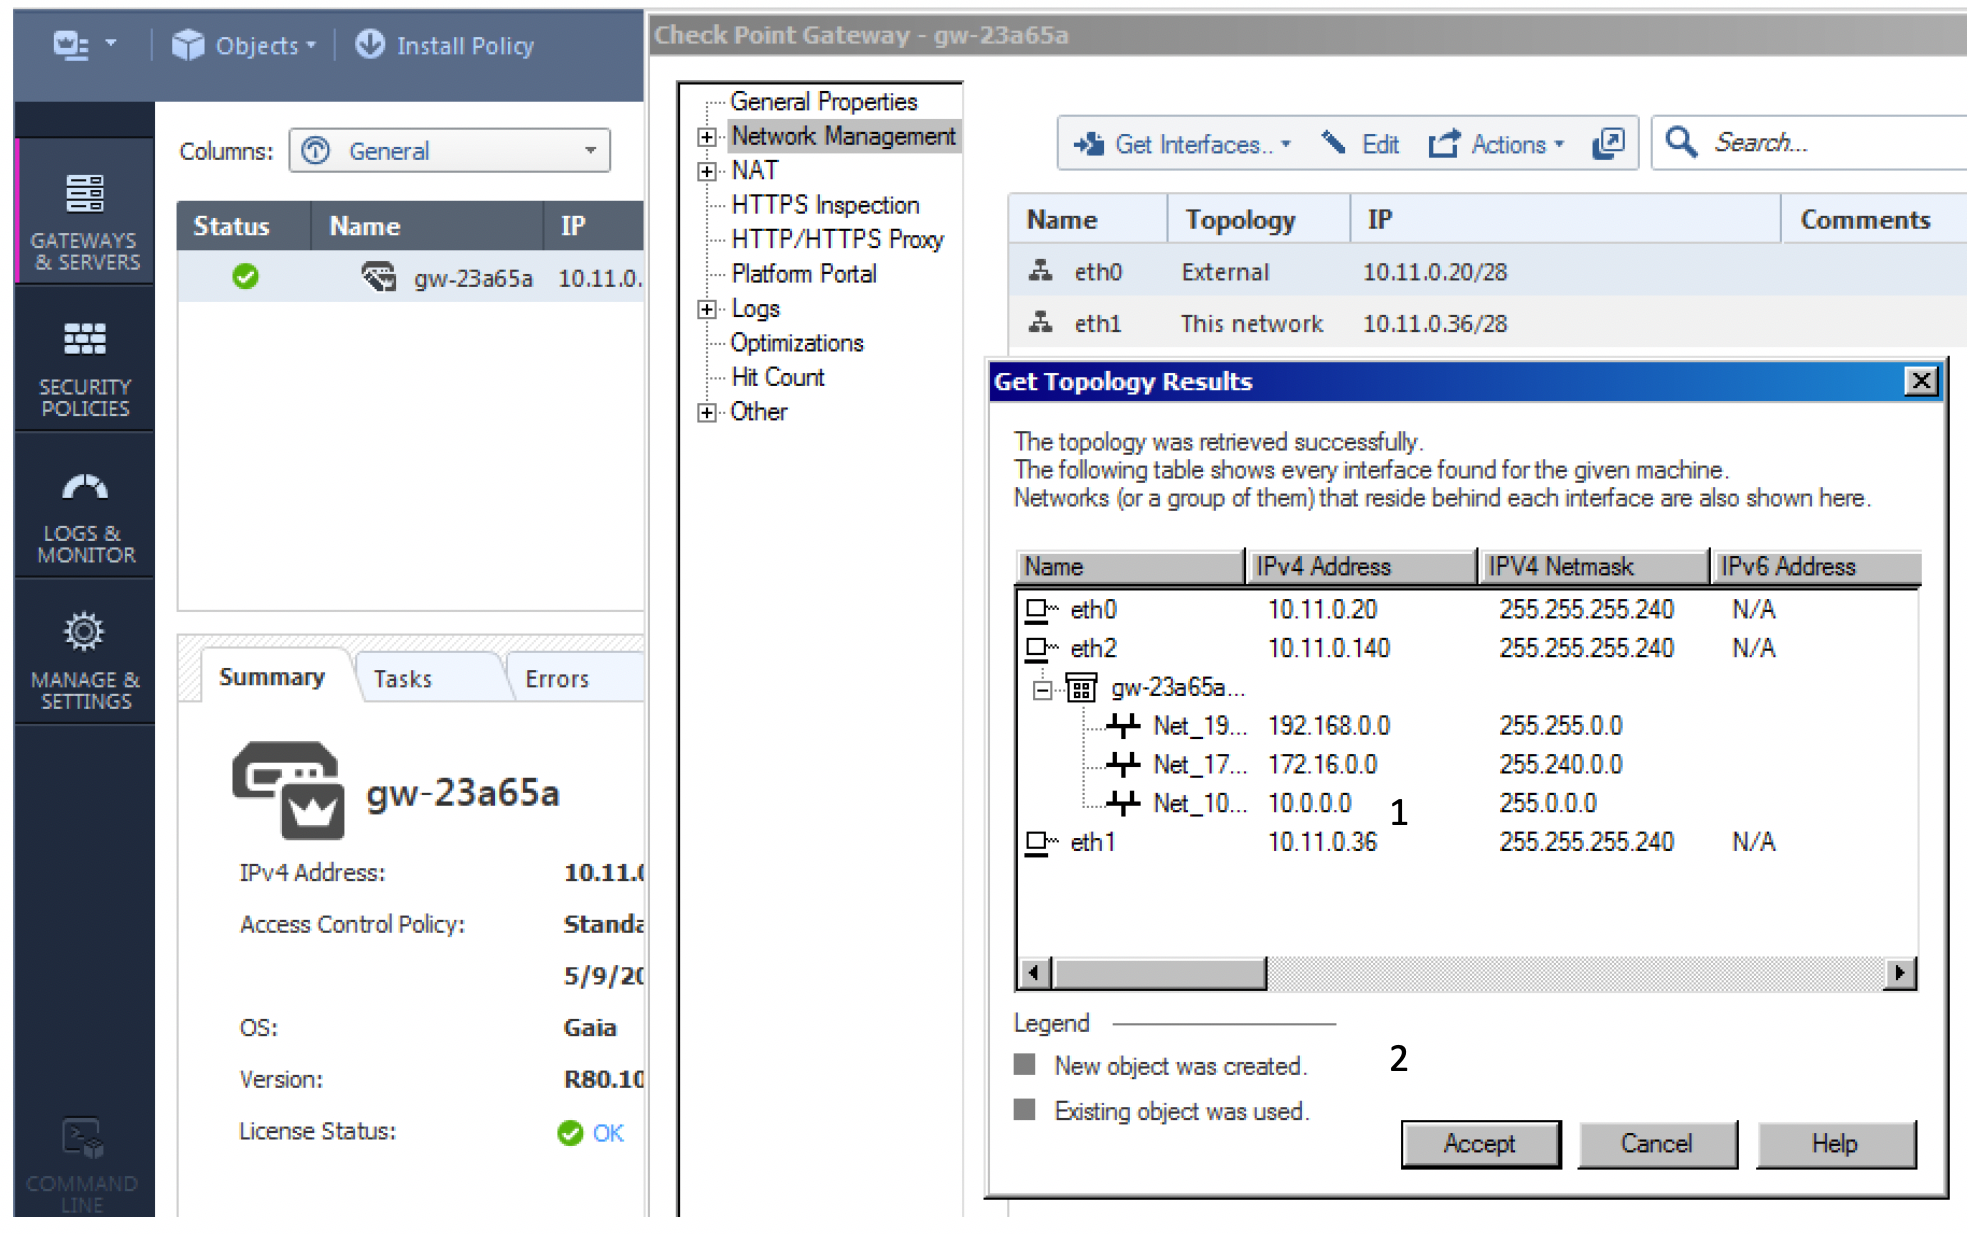 Objects
Install Policy
Check Point Gateway - gw-23a65a
GATEWAYS
& SERVERS
SECURITY
POLICIES
LOGS &
MONITOR
MANAGE &
SETTINGS
COMMAND
LINE
Columns:
General
Status Name IP
gw-23a65a 10.11.0.
Summary Tasks Errors
gw-23a65a
IPv4 Address: 10.11.0
Access Control Policy: Standa
5/9/20
OS: Gaia
Version: R80.10
License Status: OK
General Properties
Network Management
NAT
HTTPS Inspection
HTTP/HTTPS Proxy
Platform Portal
Logs
Optimizations
Hit Count
Other
Get Interfaces... Edit Actions Search...
Name Topology IP Comments
eth0 External 10.11.0.20/28
eth1 This network 10.11.0.36/28
Get Topology Results
The topology was retrieved successfully.
The following table shows every interface found for the given machine.
Networks (or a group of them) that reside behind each interface are also shown here.
Name IPv4 Address IPV4 Netmask IPv6 Address
eth0 10.11.0.20 255.255.255.240 N/A
eth2 10.11.0.140 255.255.255.240 N/A
gw-23a65a...
Net_19... 192.168.0.0 255.255.0.0
Net_17... 172.16.0.0 255.240.0.0
Net_10... 10.0.0.0 1 255.0.0.0
eth1 10.11.0.36 255.255.255.240 N/A
Legend
New object was created. 2
Existing object was used.
Accept Cancel Help